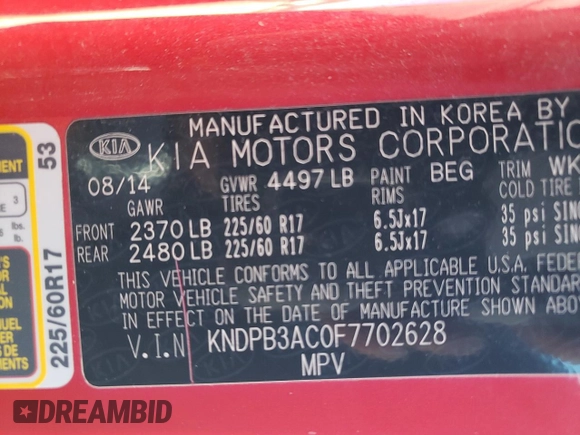 MANUFACTURED IN KOREA BY
KIA KIA MOTORS CORPORATIO
08/14 GVWR 4497 LB PAINT BEG TRIM WK
GAWR TIRES RIMS COLD TIRE
FRONT 2370 LB 225/60 R17 6.5Jx17 35 psi SIN
REAR 2480 LB 225/60 R17 6.5Jx17 35 psi SIN
THIS VEHICLE CONFORMS TO ALL APPLICABLE U.S.A. FEDE
MOTOR VEHICLE SAFETY AND THEFT PREVENTION STANDAR
IN EFFECT ON THE DATE OF MANUFACTURE SHOWN ABO
V.I.N KNDPB3AC0F7702628
MPV
53
225/60R17
3
lbs.
lb.
DREAMBID